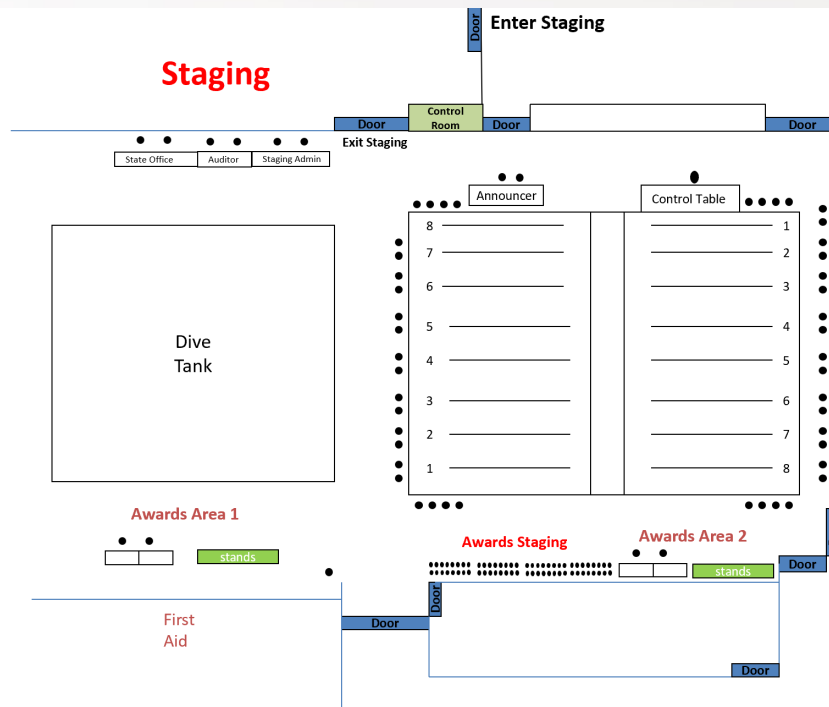 Door
Enter Staging
Staging
Control
Room
Door
Door
Door
Exit Staging
State Office
Auditor
Staging Admin
Announcer
Control Table
8
1
7
2
6
3
5
4
4
5
3
6
2
7
1
8
Dive
Tank
Awards Area 1
stands
Awards Staging
Awards Area 2
stands
Door
Door
Door
Door
First
Aid